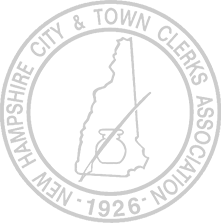 NEW HAMPSHIRE CITY & TOWN CLERKS ASSOCIATION
-1926-